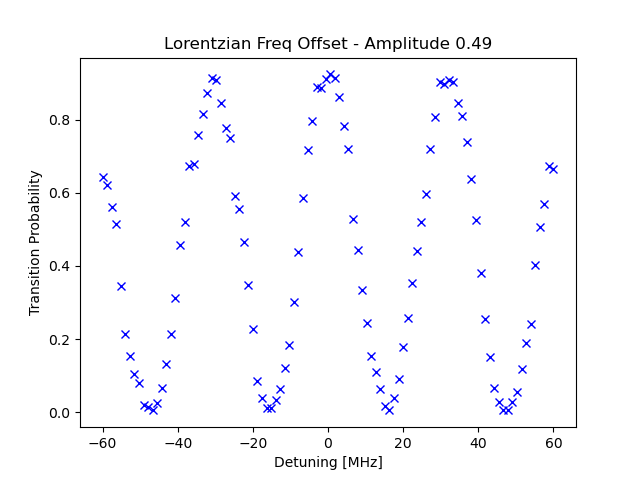 Lorentzian Freq Offset - Amplitude 0.49
0.8
0.6
0.4
0.2
0.0
Transition Probability
−60 −40 −20 0 20 40 60
Detuning [MHz]